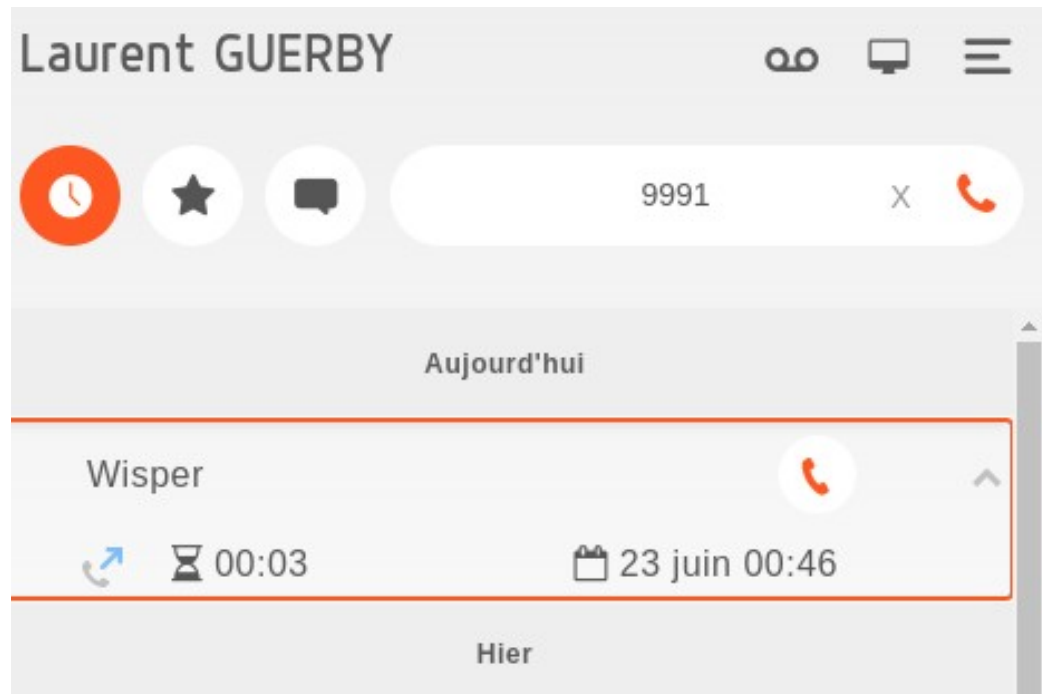 Laurent GUERBY
9991 X
Aujourd'hui
Wisper
00:03 23 juin 00:46
Hier